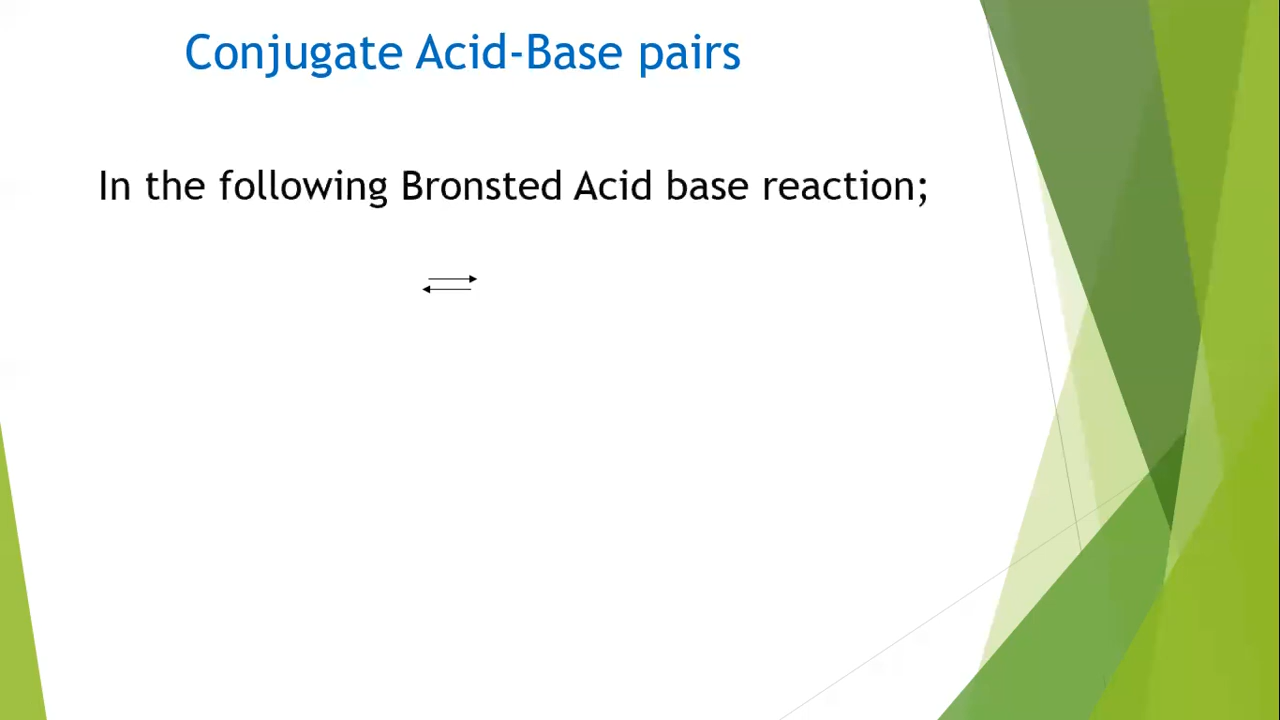 Conjugate Acid-Base pairs
In the following Bronsted Acid base reaction;